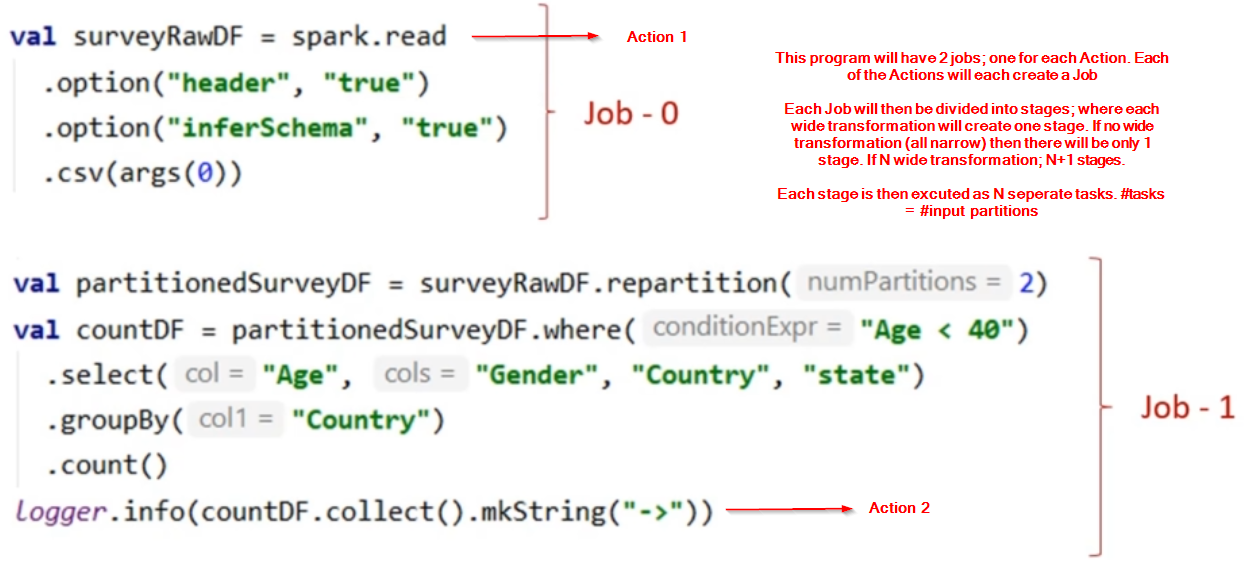 val surveyRawDF = spark.read
Action 1
.option("header", "true")
.option("inferSchema", "true")
.csv(args(0))
Job - 0
This program will have 2 jobs; one for each Action. Each
of the Actions will each create a Job
Each Job will then be divided into stages; where each
wide transformation will create one stage. If no wide
transformation (all narrow) then there will be only 1
stage. If N wide transformation; N+1 stages.
Each stage is then excuted as N seperate tasks. #tasks
= #input partitions
val partitionedSurveyDF = surveyRawDF.repartition( numPartitions = 2)
val countDF = partitionedSurveyDF.where( conditionExpr = "Age < 40")
.select( col = "Age", cols = "Gender", "Country", "state")
.groupBy( col1 = "Country")
.count()
logger.info(countDF.collect().mkString("->"))
Action 2
Job - 1